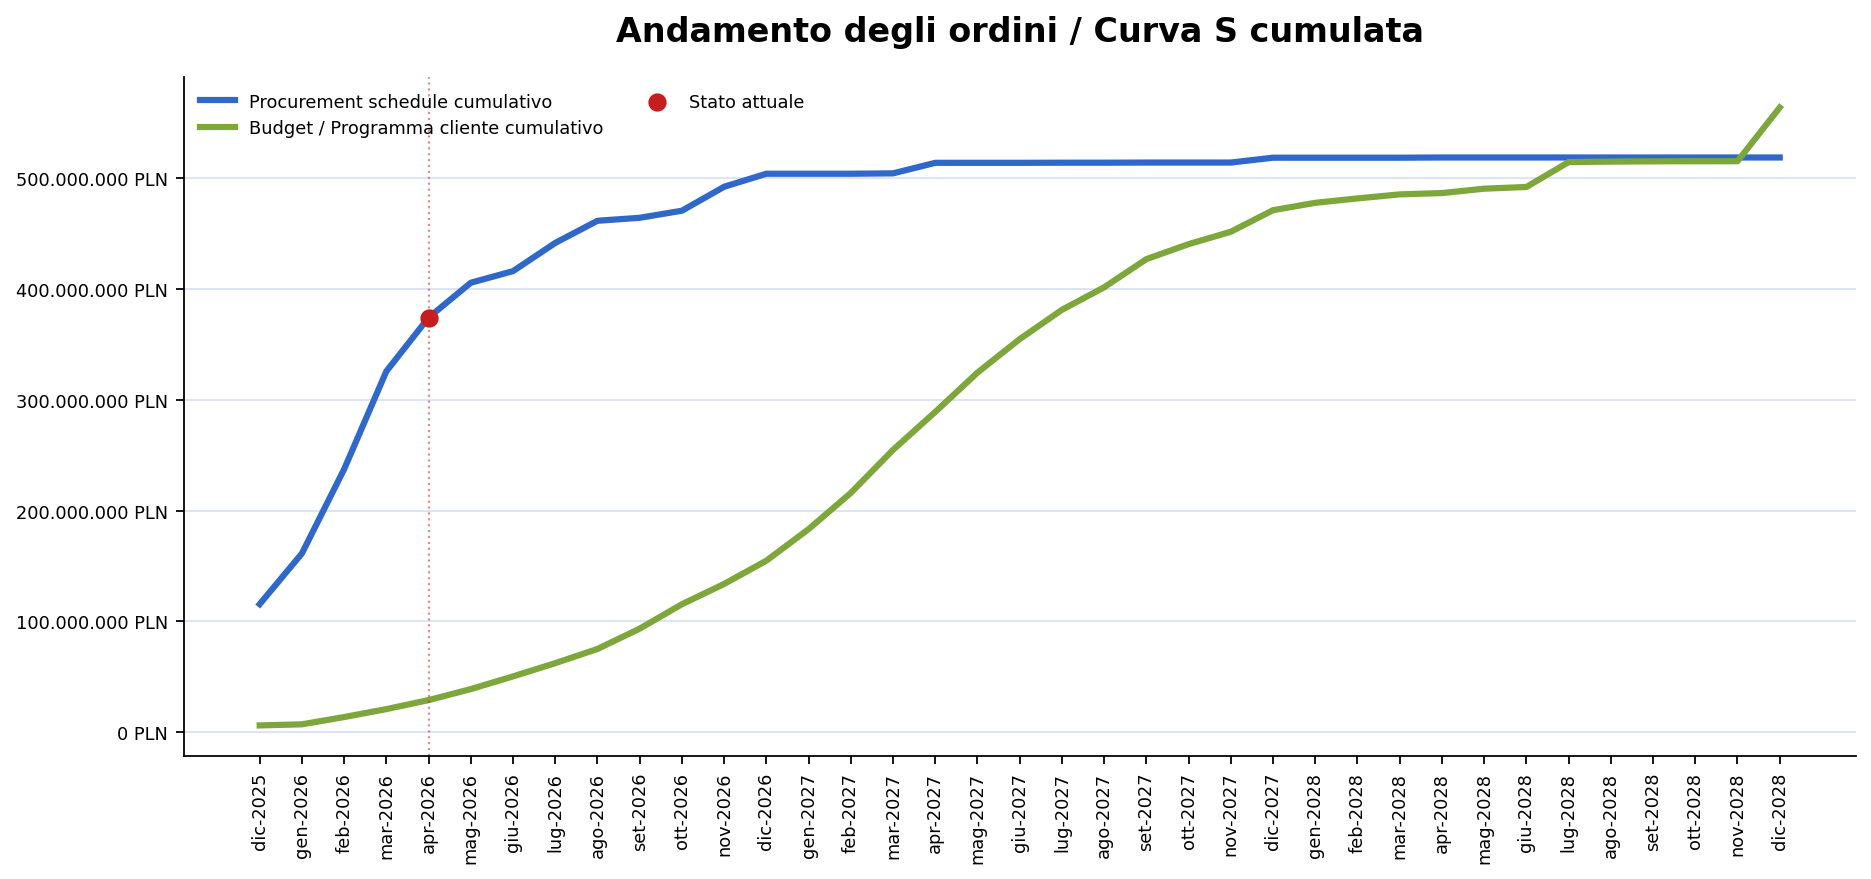 Andamento degli ordini / Curva S cumulata
Procurement schedule cumulativo
Budget / Programma cliente cumulativo
Stato attuale
500.000.000 PLN
400.000.000 PLN
300.000.000 PLN
200.000.000 PLN
100.000.000 PLN
0 PLN
dic-2025
gen-2026
feb-2026
mar-2026
apr-2026
mag-2026
giu-2026
lug-2026
ago-2026
set-2026
ott-2026
nov-2026
dic-2026
gen-2027
feb-2027
mar-2027
apr-2027
mag-2027
giu-2027
lug-2027
ago-2027
set-2027
ott-2027
nov-2027
dic-2027
gen-2028
feb-2028
mar-2028
apr-2028
mag-2028
giu-2028
lug-2028
ago-2028
set-2028
ott-2028
nov-2028
dic-2028